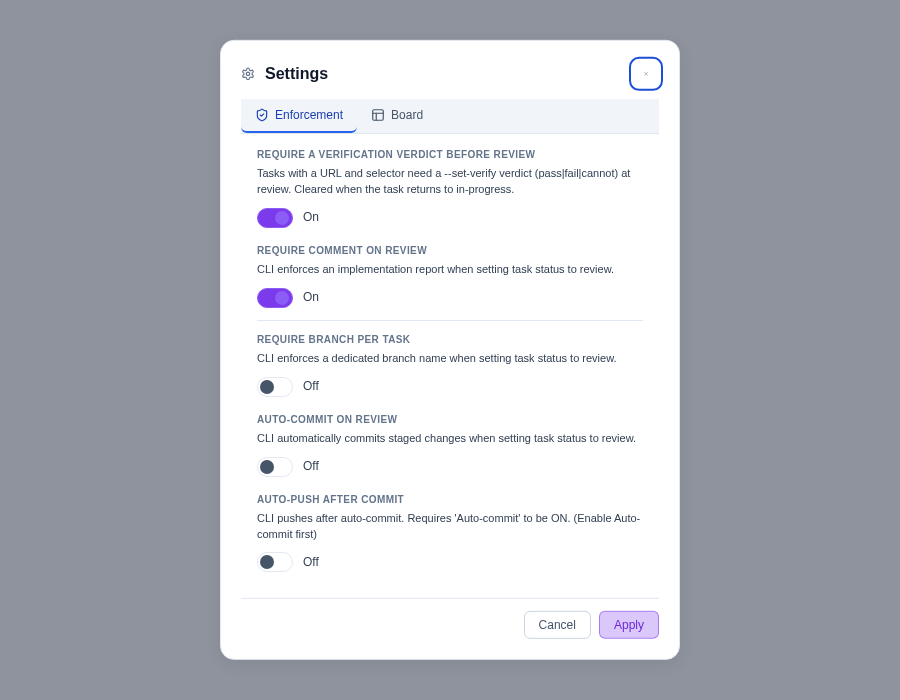 Settings
×
Enforcement
Board
REQUIRE A VERIFICATION VERDICT BEFORE REVIEW
Tasks with a URL and selector need a --set-verify verdict (pass|fail|cannot) at
review. Cleared when the task returns to in-progress.
On
REQUIRE COMMENT ON REVIEW
CLI enforces an implementation report when setting task status to review.
On
REQUIRE BRANCH PER TASK
CLI enforces a dedicated branch name when setting task status to review.
Off
AUTO-COMMIT ON REVIEW
CLI automatically commits staged changes when setting task status to review.
Off
AUTO-PUSH AFTER COMMIT
CLI pushes after auto-commit. Requires 'Auto-commit' to be ON. (Enable Auto-
commit first)
Off
Cancel
Apply